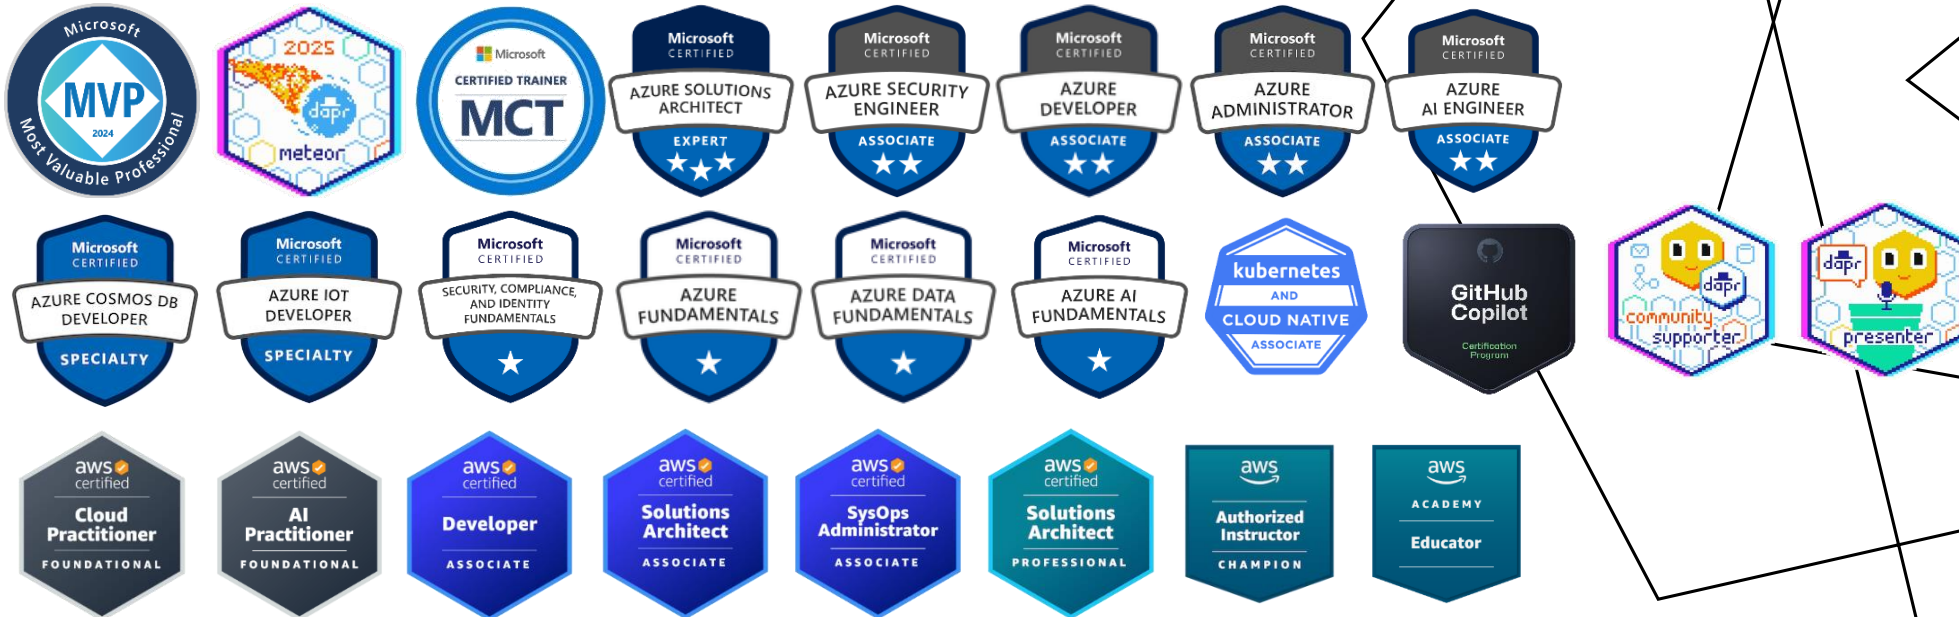 Microsoft
MVP
2024
Most Valuable Professional
2025
dapr
meteor
Microsoft
CERTIFIED TRAINER
MCT
Microsoft
CERTIFIED
AZURE SOLUTIONS
ARCHITECT
EXPERT
Microsoft
CERTIFIED
AZURE SECURITY
ENGINEER
ASSOCIATE
Microsoft
CERTIFIED
AZURE
DEVELOPER
ASSOCIATE
Microsoft
CERTIFIED
AZURE
ADMINISTRATOR
ASSOCIATE
Microsoft
CERTIFIED
AZURE
AI ENGINEER
ASSOCIATE
Microsoft
CERTIFIED
AZURE COSMOS DB
DEVELOPER
SPECIALTY
Microsoft
CERTIFIED
AZURE IOT
DEVELOPER
SPECIALTY
Microsoft
CERTIFIED
SECURITY, COMPLIANCE,
AND IDENTITY
FUNDAMENTALS
Microsoft
CERTIFIED
AZURE
FUNDAMENTALS
Microsoft
CERTIFIED
AZURE DATA
FUNDAMENTALS
Microsoft
CERTIFIED
AZURE AI
FUNDAMENTALS
kubernetes
AND
CLOUD NATIVE
ASSOCIATE
GitHub
Copilot
Certification
Program
dapr
community
supporter
dapr
presenter
aws
certified
Cloud
Practitioner
FOUNDATIONAL
aws
certified
AI
Practitioner
FOUNDATIONAL
aws
certified
Developer
ASSOCIATE
aws
certified
Solutions
Architect
ASSOCIATE
aws
certified
SysOps
Administrator
ASSOCIATE
aws
certified
Solutions
Architect
PROFESSIONAL
aws
Authorized
Instructor
CHAMPION
aws
ACADEMY
Educator